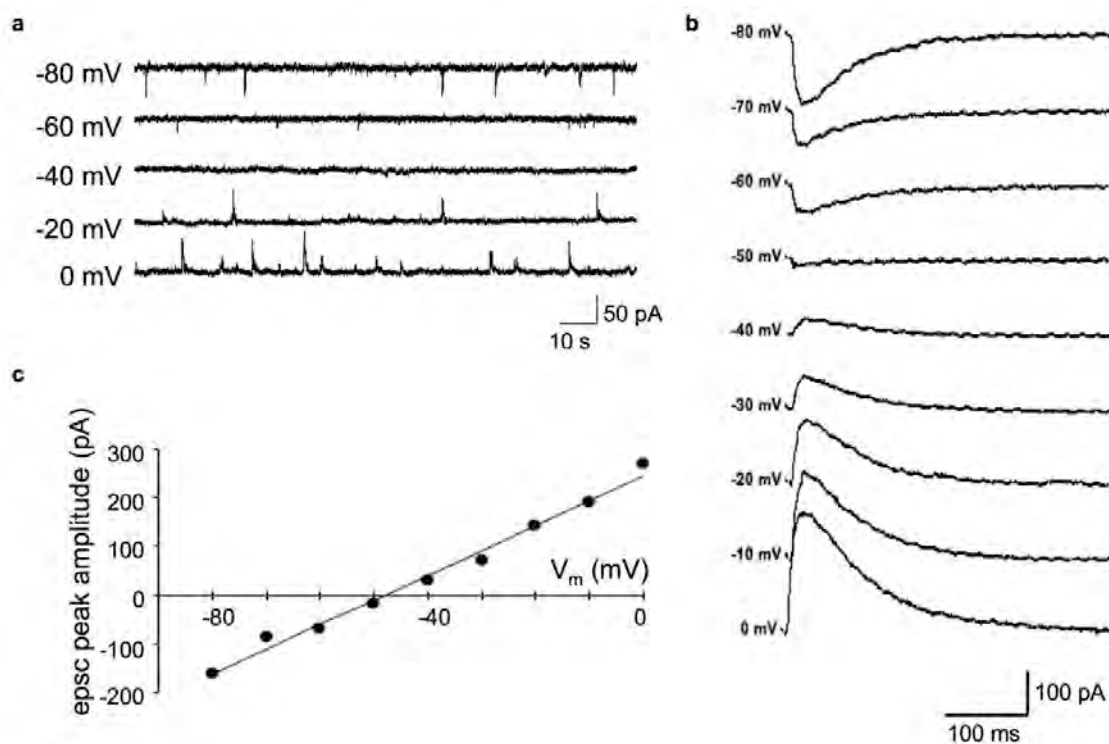 a
-80 mV
-60 mV
-40 mV
-20 mV
0 mV
50 pA
10 s
b
-80 mV
-70 mV
-60 mV
-50 mV
-40 mV
-30 mV
-20 mV
-10 mV
0 mV
100 pA
100 ms
c
epsc peak amplitude (pA)
300
200
100
0
-100
-200
-80
-40
0
Vm (mV)